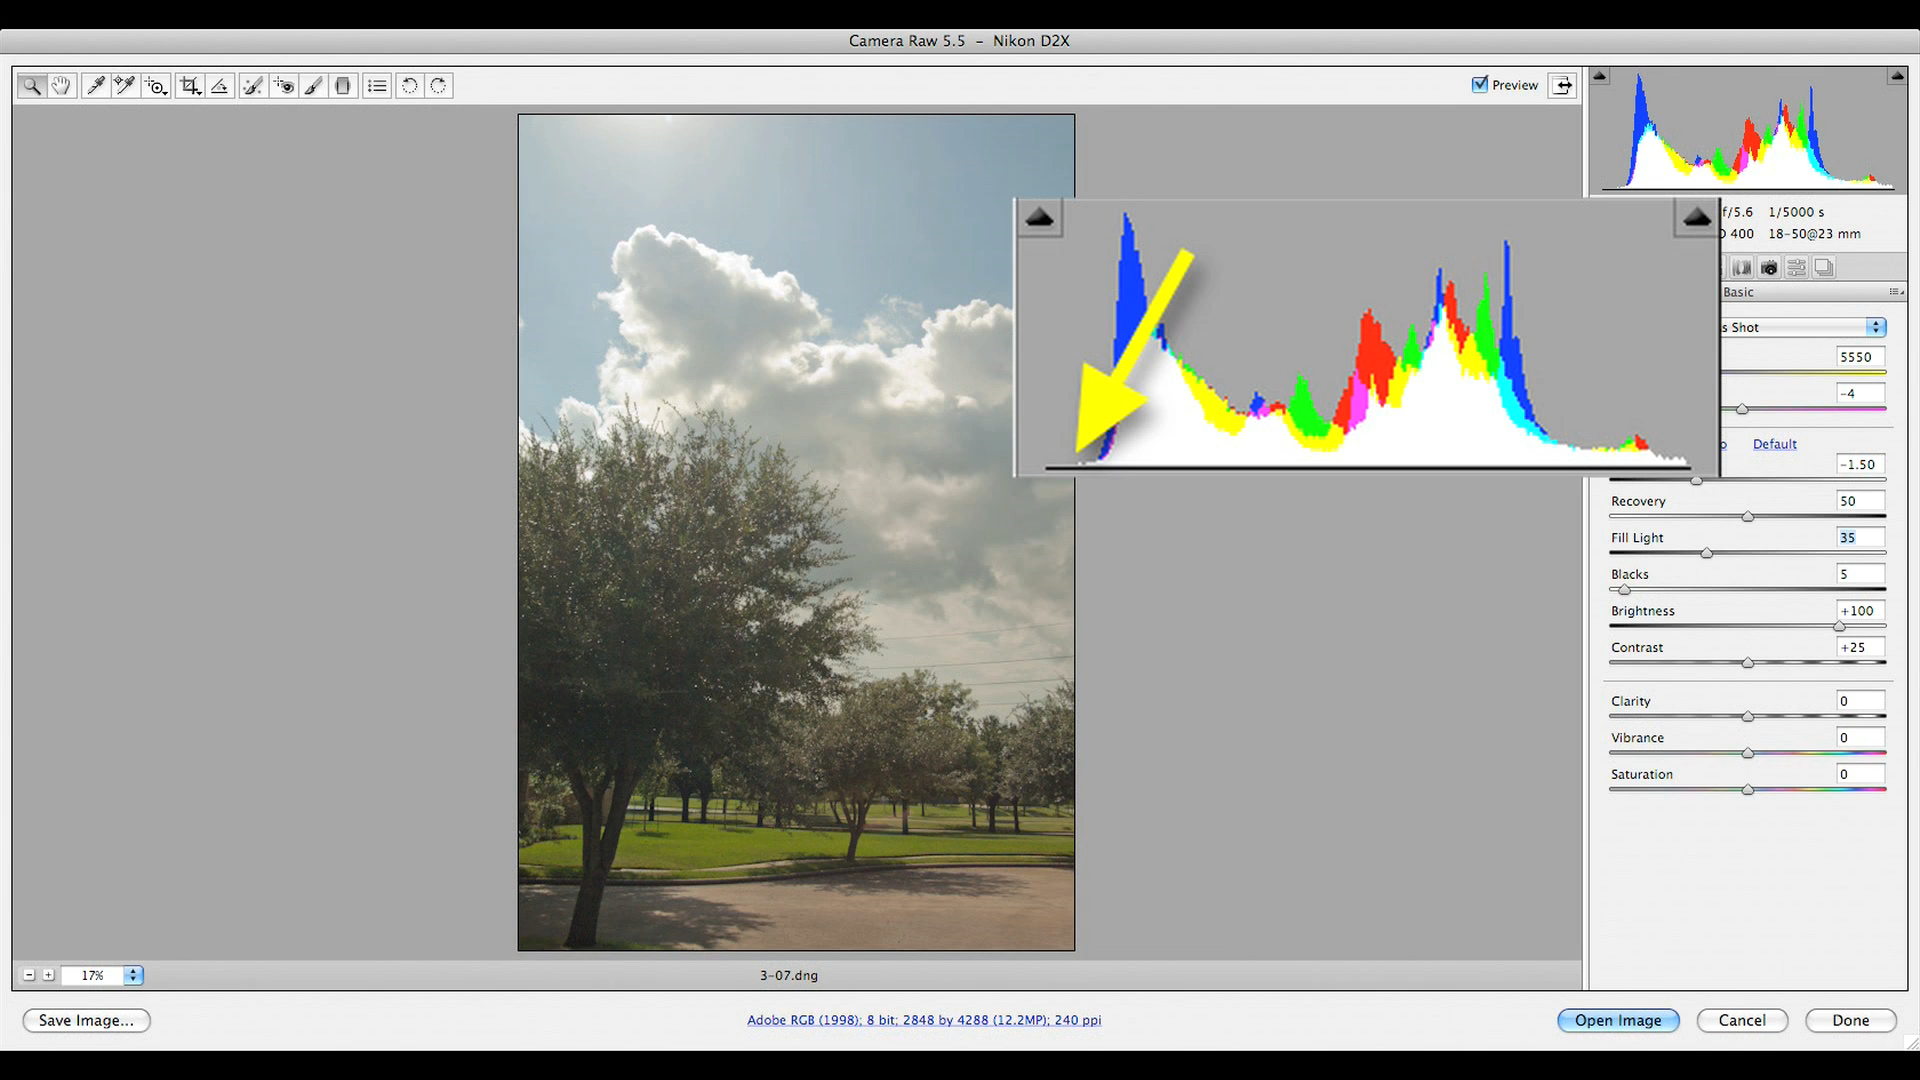 Camera Raw 5.5 – Nikon D2X
Preview
f/5.6 1/5000 s
400 18-50@23 mm
Basic
s Shot
5550
-4
Default
-1.50
Recovery 50
Fill Light 35
Blacks 5
Brightness +100
Contrast +25
Clarity 0
Vibrance 0
Saturation 0
17%
3-07.dng
Save Image...
Adobe RGB (1998); 8 bit; 2848 by 4288 (12.2MP); 240 ppi
Open Image
Cancel
Done